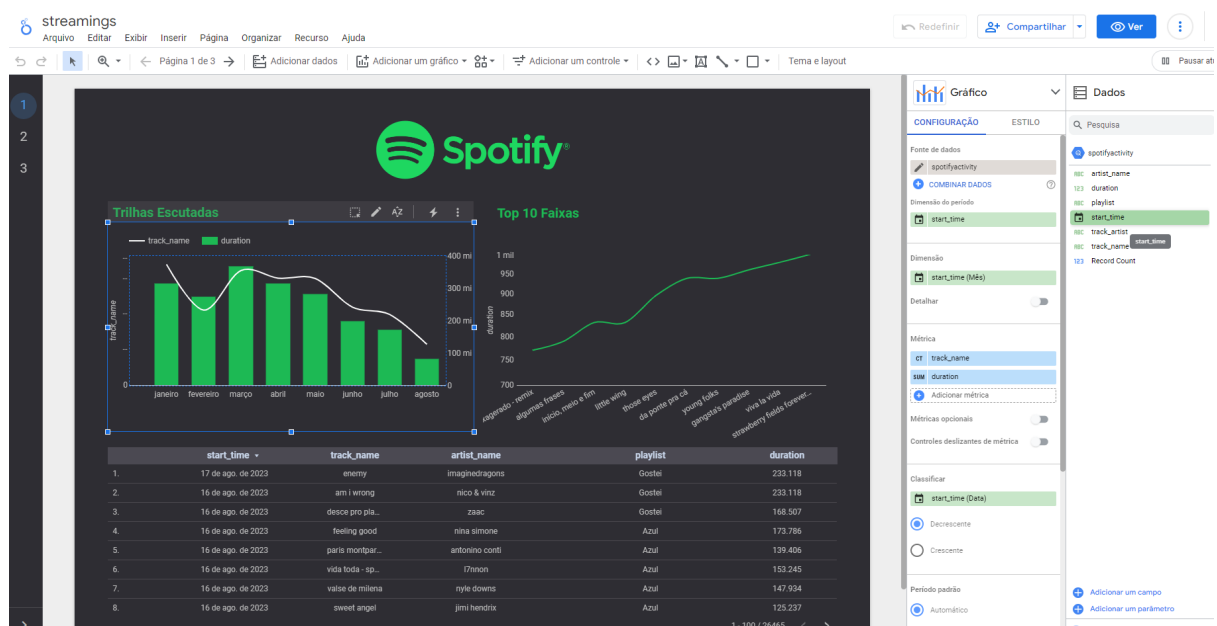 streamings
Redefinir Compartilhar Ver
Arquivo Editar Exibir Inserir Página Organizar Recurso Ajuda
Página 1 de 3 Adicionar dados Adicionar um gráfico Adicionar um controle Tema e layout Pausar at
1
2
3
Spotify
Trilhas Escutadas
track_name duration
400 mi
300 mi
200 mi
100 mi
0
track_name
0
janeiro fevereiro março abril maio junho julho agosto
Top 10 Faixas
1 mil
950
900
850
800
750
700
duration
xagerado - remix
algumas frases
início, meio e fim
little wing
those eyes
da ponte pra cá
young folks
gangsta's paradise
viva la vida
strawberry fields forever...
start_time track_name artist_name playlist duration
1. 17 de ago. de 2023 enemy imaginedragons Gostei 233.118
2. 16 de ago. de 2023 am i wrong nico & vinz Gostei 233.118
3. 16 de ago. de 2023 desce pro pla... zaac Gostei 168.507
4. 16 de ago. de 2023 feeling good nina simone Azul 173.786
5. 16 de ago. de 2023 paris montpar... antonino conti Azul 139.406
6. 16 de ago. de 2023 vida toda - sp... l7nnon Azul 153.245
7. 16 de ago. de 2023 valse de milena nyle downs Azul 147.934
8. 16 de ago. de 2023 sweet angel jimi hendrix Azul 125.237
1 - 100 / 26465
Gráfico
CONFIGURAÇÃO ESTILO
Fonte de dados
spotifyactivity
COMBINAR DADOS
Dimensão do período
start_time
Dimensão
start_time (Mês)
Detalhar
Métrica
CT track_name
SUM duration
Adicionar métrica
Métricas opcionais
Controles deslizantes de métrica
Classificar
start_time (Data)
Decrescente
Crescente
Período padrão
Automático
Dados
Pesquisa
spotifyactivity
ABC artist_name
123 duration
ABC playlist
start_time
ABC track_artist
ABC track_name
start_time
123 Record Count
Adicionar um campo
Adicionar um parâmetro